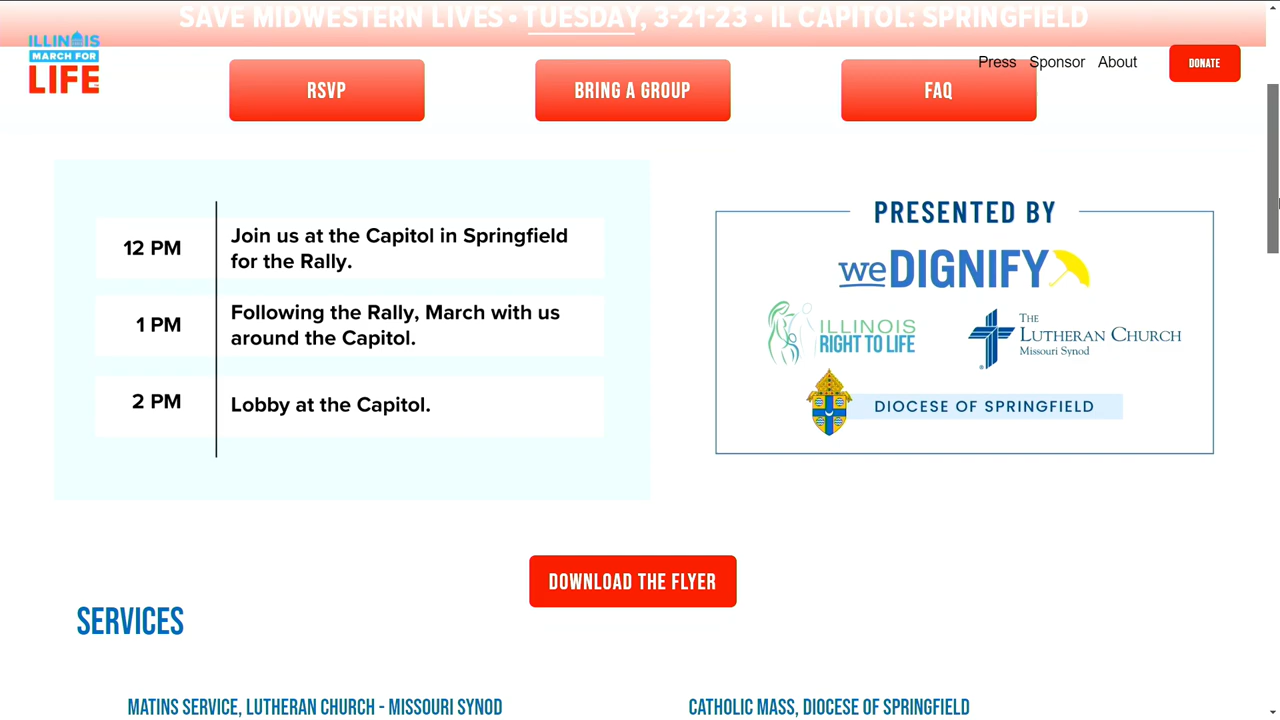 SAVE MIDWESTERN LIVES • TUESDAY, 3-21-23 • IL CAPITOL: SPRINGFIELD
ILLINOIS
MARCH FOR
LIFE
Press Sponsor About
DONATE
RSVP
BRING A GROUP
FAQ
12 PM
Join us at the Capitol in Springfield
for the Rally.
1 PM
Following the Rally, March with us
around the Capitol.
2 PM
Lobby at the Capitol.
PRESENTED BY
we DIGNIFY
ILLINOIS
RIGHT TO LIFE
THE
LUTHERAN CHURCH
Missouri Synod
DIOCESE OF SPRINGFIELD
DOWNLOAD THE FLYER
SERVICES
MATINS SERVICE, LUTHERAN CHURCH - MISSOURI SYNOD
CATHOLIC MASS, DIOCESE OF SPRINGFIELD